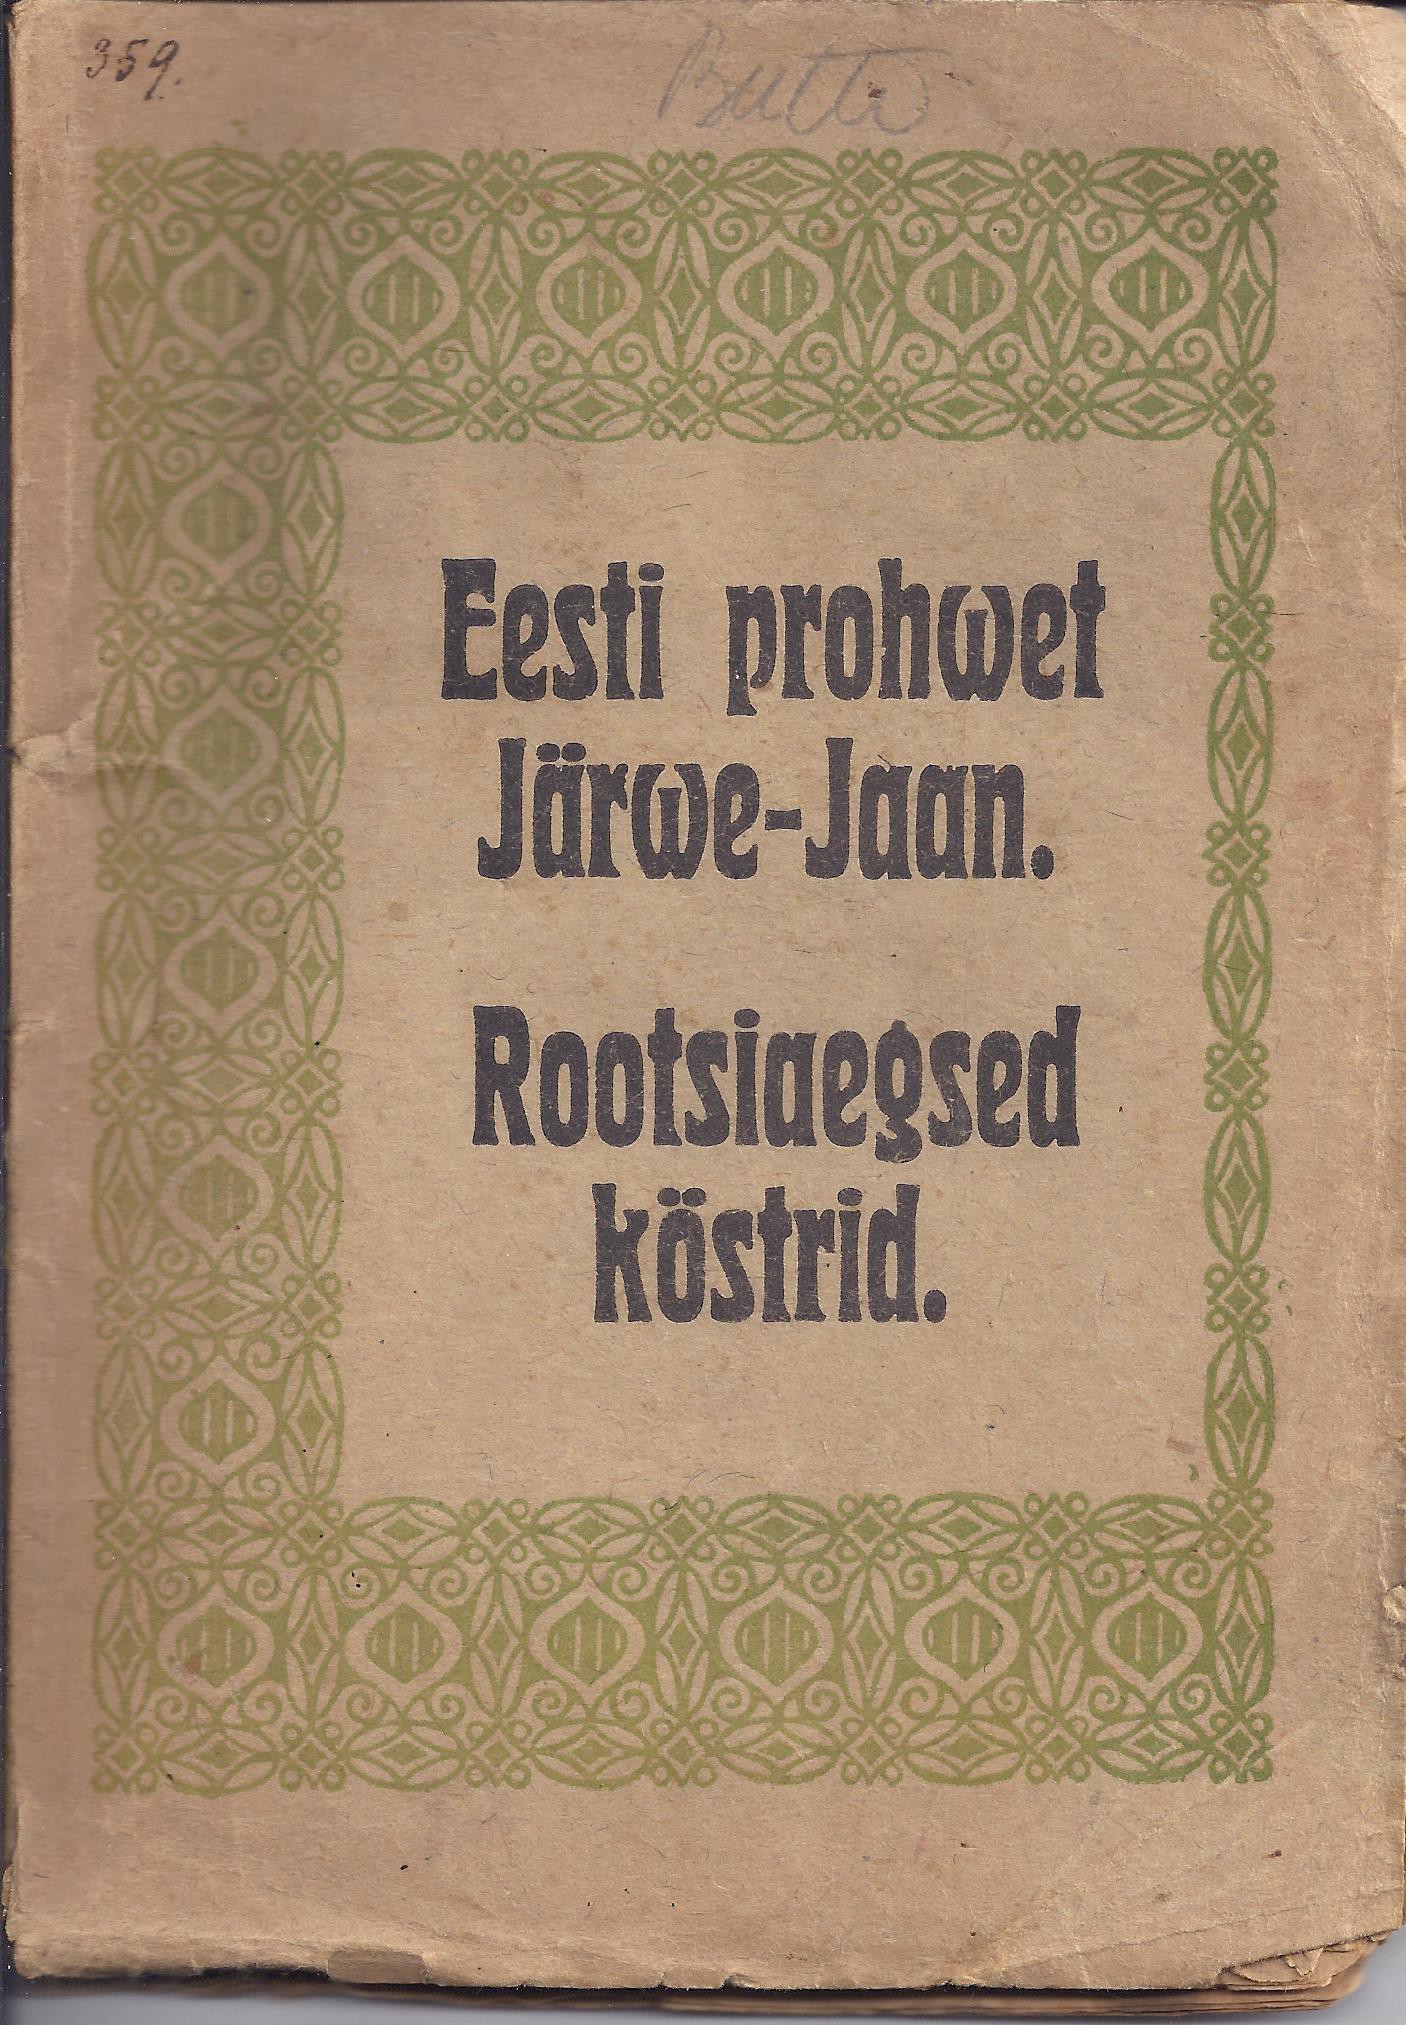 359.
Eesti prohwet
Järwe-Jaan.
Rootsiaegsed
köstrid.